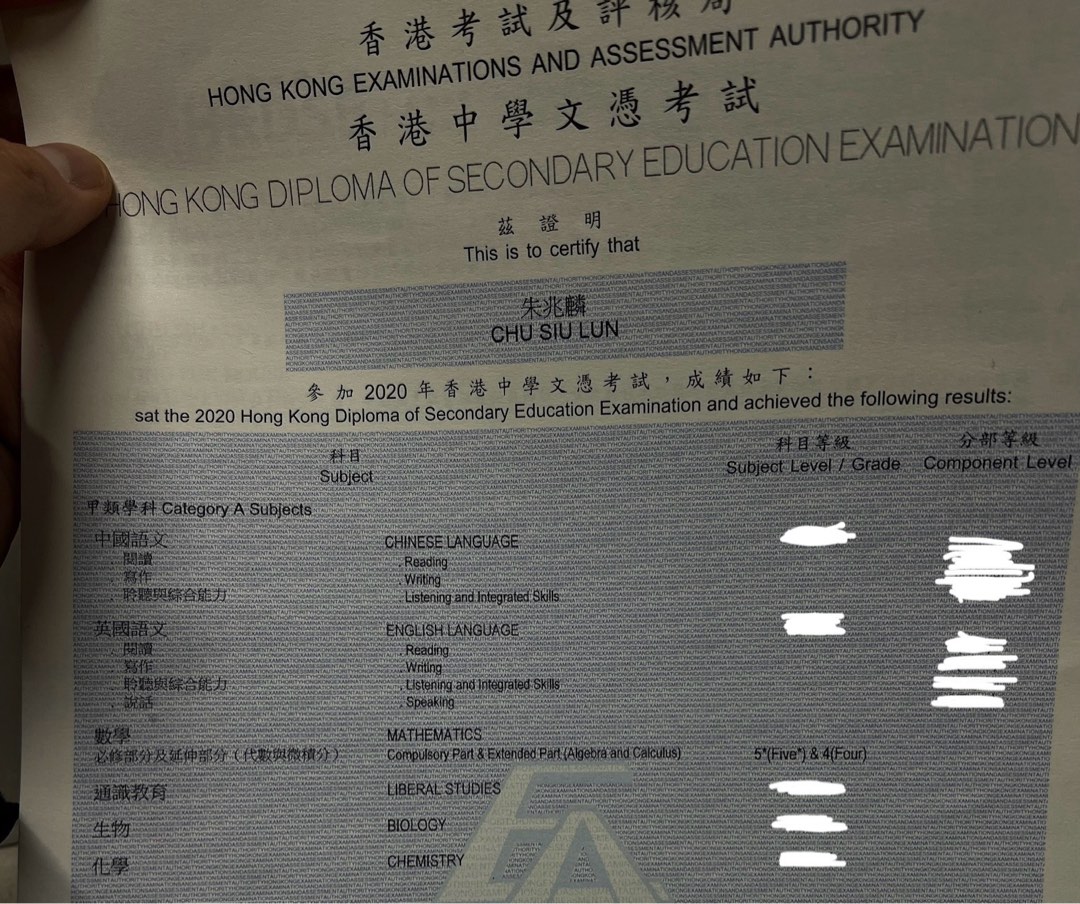 香港考試及評核局
HONG KONG EXAMINATIONS AND ASSESSMENT AUTHORITY
香港中學文憑考試
HONG KONG DIPLOMA OF SECONDARY EDUCATION EXAMINATION
茲證明
This is to certify that
朱兆麟
CHU SIU LUN
參加 2020 年香港中學文憑考試，成績如下：
sat the 2020 Hong Kong Diploma of Secondary Education Examination and achieved the following results:
科目 科目等級 分部等級
Subject Subject Level / Grade Component Level
甲類學科 Category A Subjects
中國語文 CHINESE LANGUAGE
. 閱讀 . Reading
. 寫作 . Writing
. 聆聽與綜合能力 . Listening and Integrated Skills
英國語文 ENGLISH LANGUAGE
. 閱讀 . Reading
. 寫作 . Writing
. 聆聽與綜合能力 . Listening and Integrated Skills
. 說話 . Speaking
數學 MATHEMATICS
必修部分及延伸部分（代數與微積分） Compulsory Part & Extended Part (Algebra and Calculus) 5*(Five*) & 4(Four)
通識教育 LIBERAL STUDIES
生物 BIOLOGY
化學 CHEMISTRY